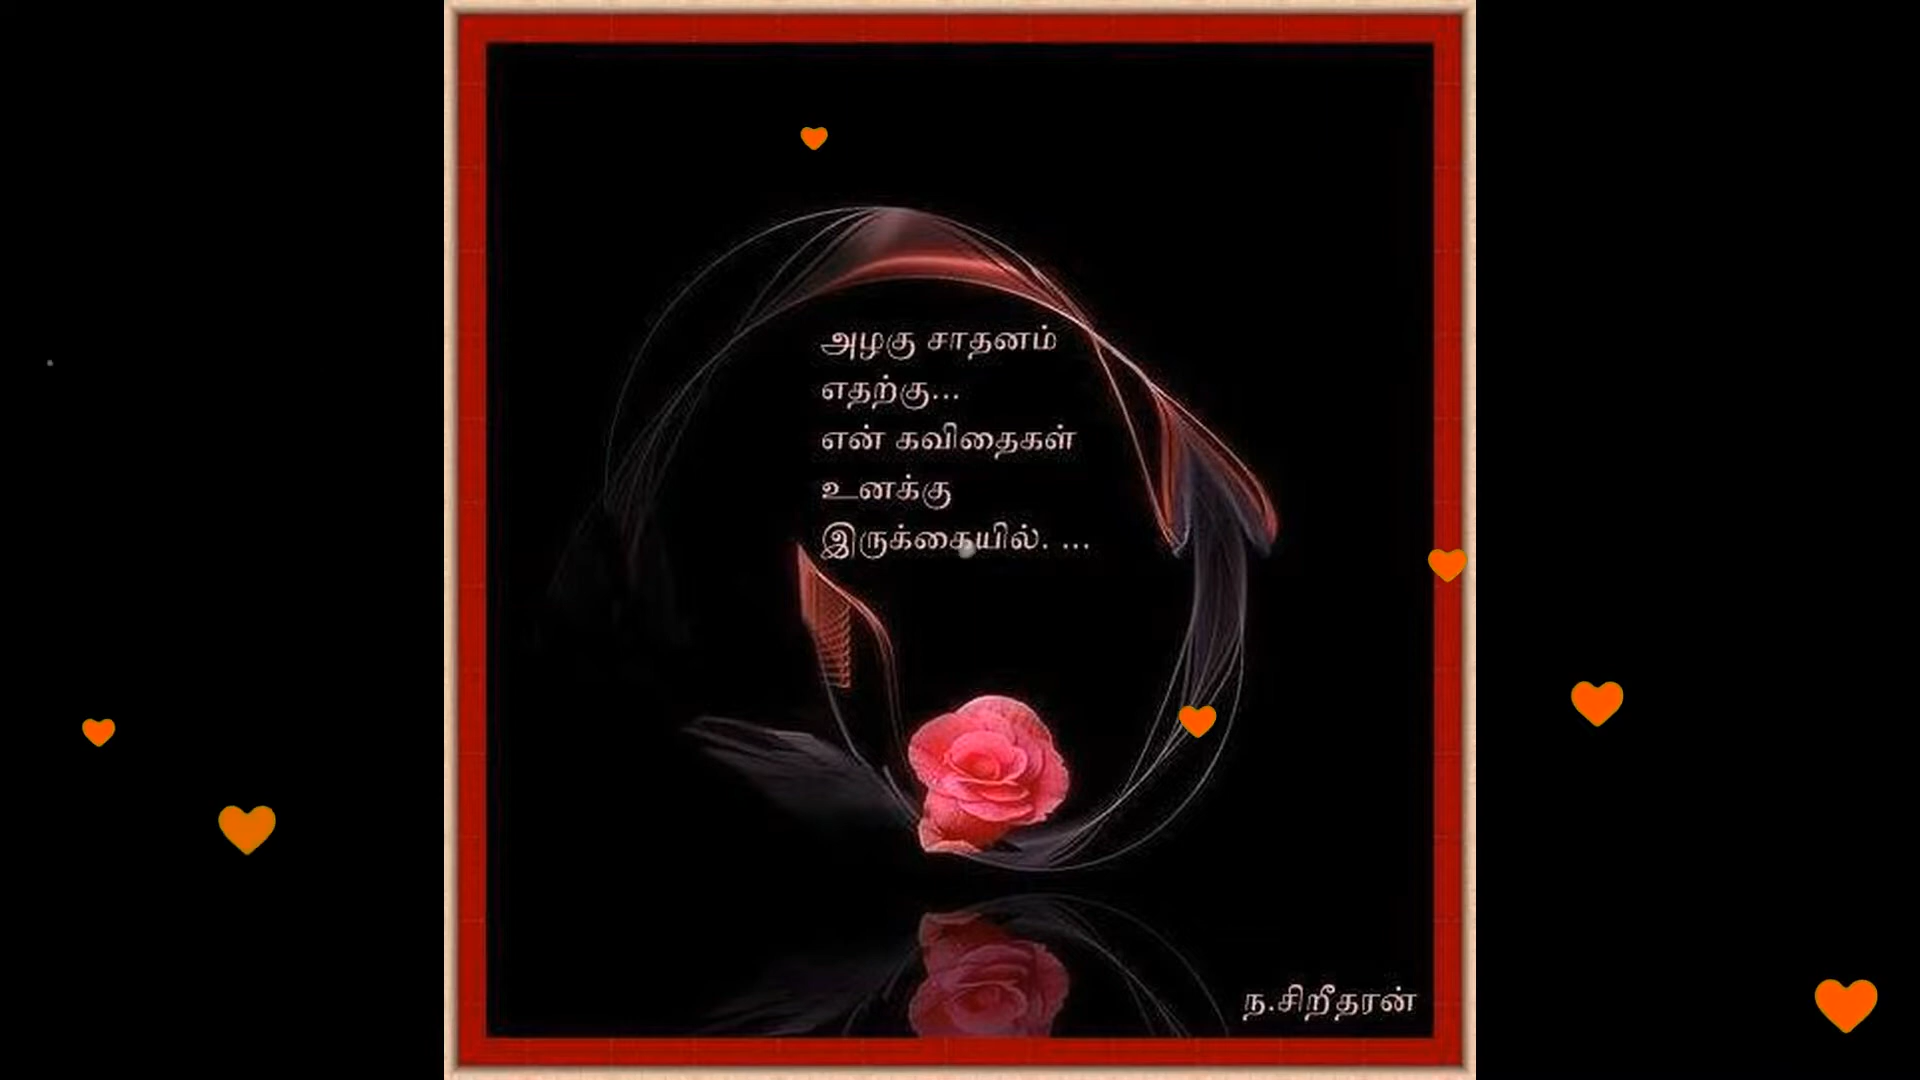 அழகு சாதனம்
எதற்கு...
என் கவிதைகள்
உனக்கு
இருக்கையில். ...
ந.சிறீதரன்